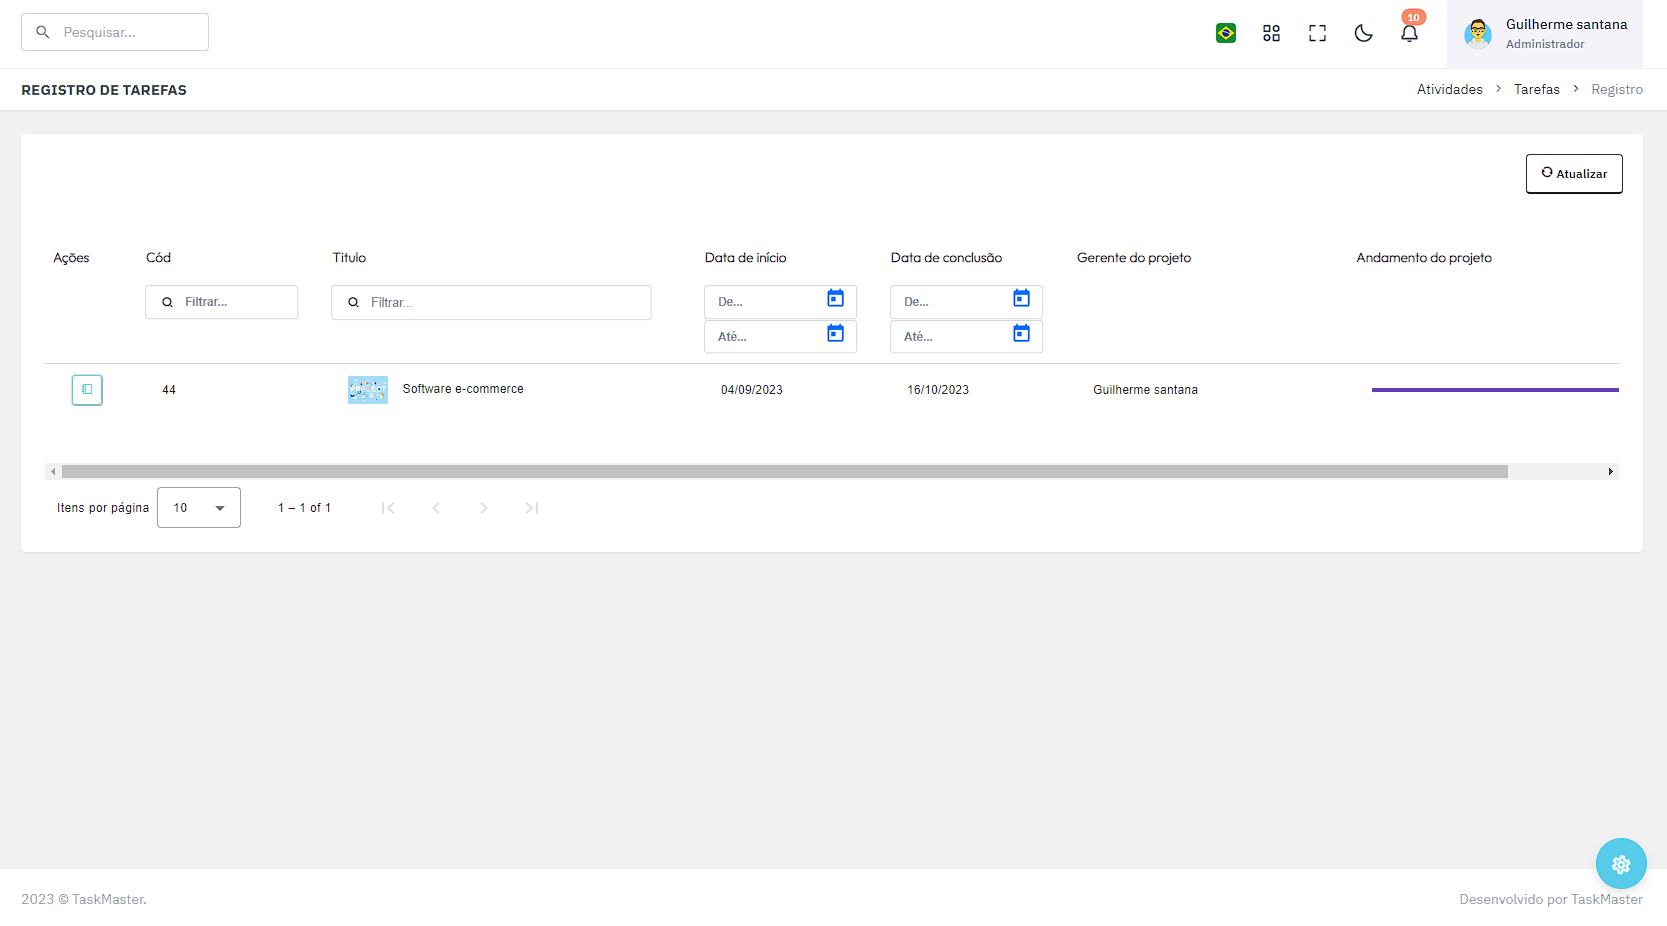 Pesquisar...
10
Guilherme santana
Administrador
REGISTRO DE TAREFAS
Atividades > Tarefas > Registro
Atualizar
Ações Cód Titulo Data de início Data de conclusão Gerente do projeto Andamento do projeto
Filtrar... Filtrar... De... De...
Até... Até...
44 Software e-commerce 04/09/2023 16/10/2023 Guilherme santana
Itens por página 10 1 – 1 of 1
2023 © TaskMaster. Desenvolvido por TaskMaster